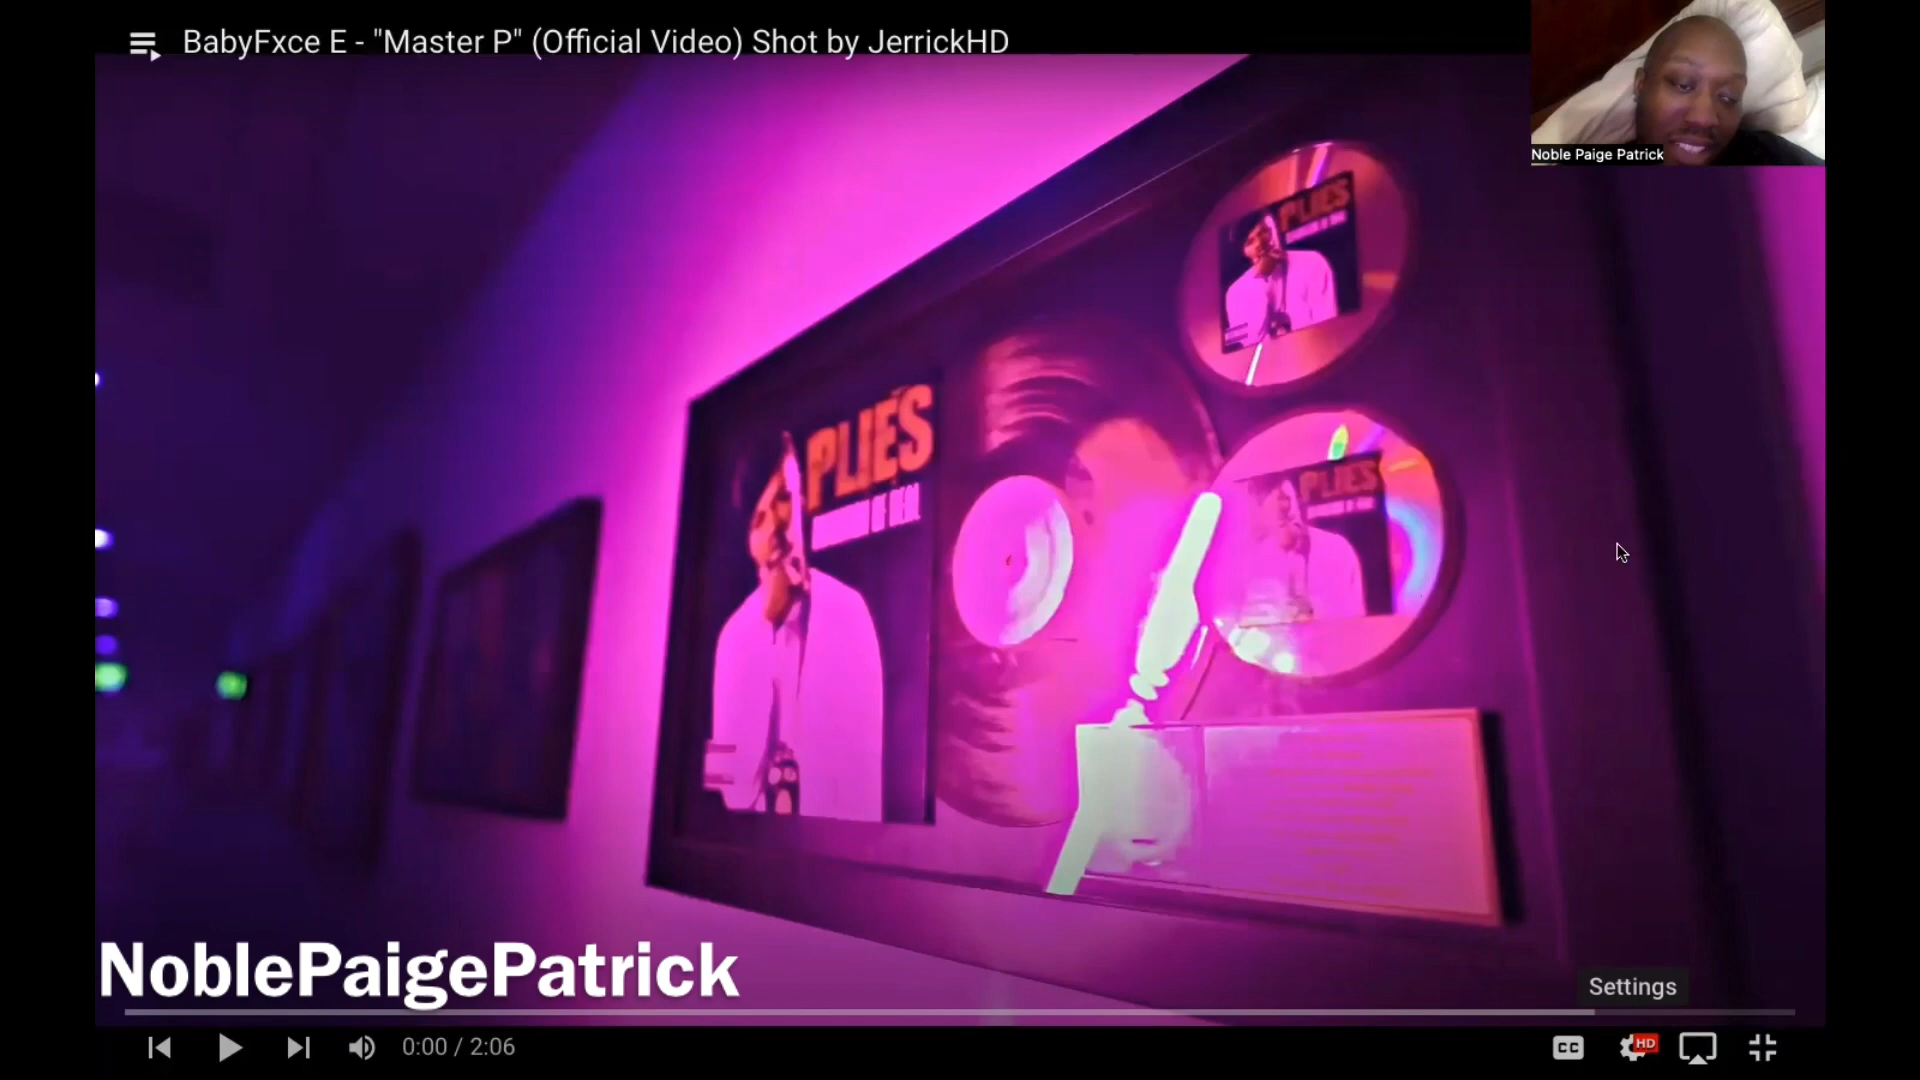 BabyFxce E - "Master P" (Official Video) Shot by JerrickHD
Noble Paige Patrick
PLIES
PLIES
PLIES
NoblePaigePatrick
Settings
0:00 / 2:06
CC
HD